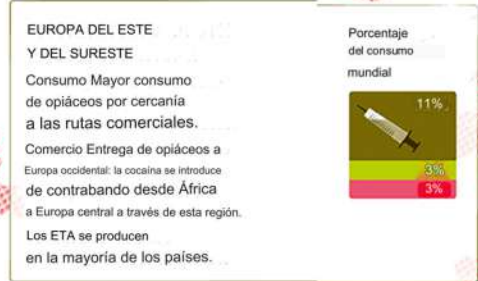 EUROPA DEL ESTE
Y DEL SURESTE
Consumo Mayor consumo
de opiáceos por cercanía
a las rutas comerciales.
Comercio Entrega de opiáceos a
Europa occidental: la cocaína se introduce
de contrabando desde África
a Europa central a través de esta región.
Los ETA se producen
en la mayoría de los países.
Porcentaje
del consumo
mundial
11%
3%
3%